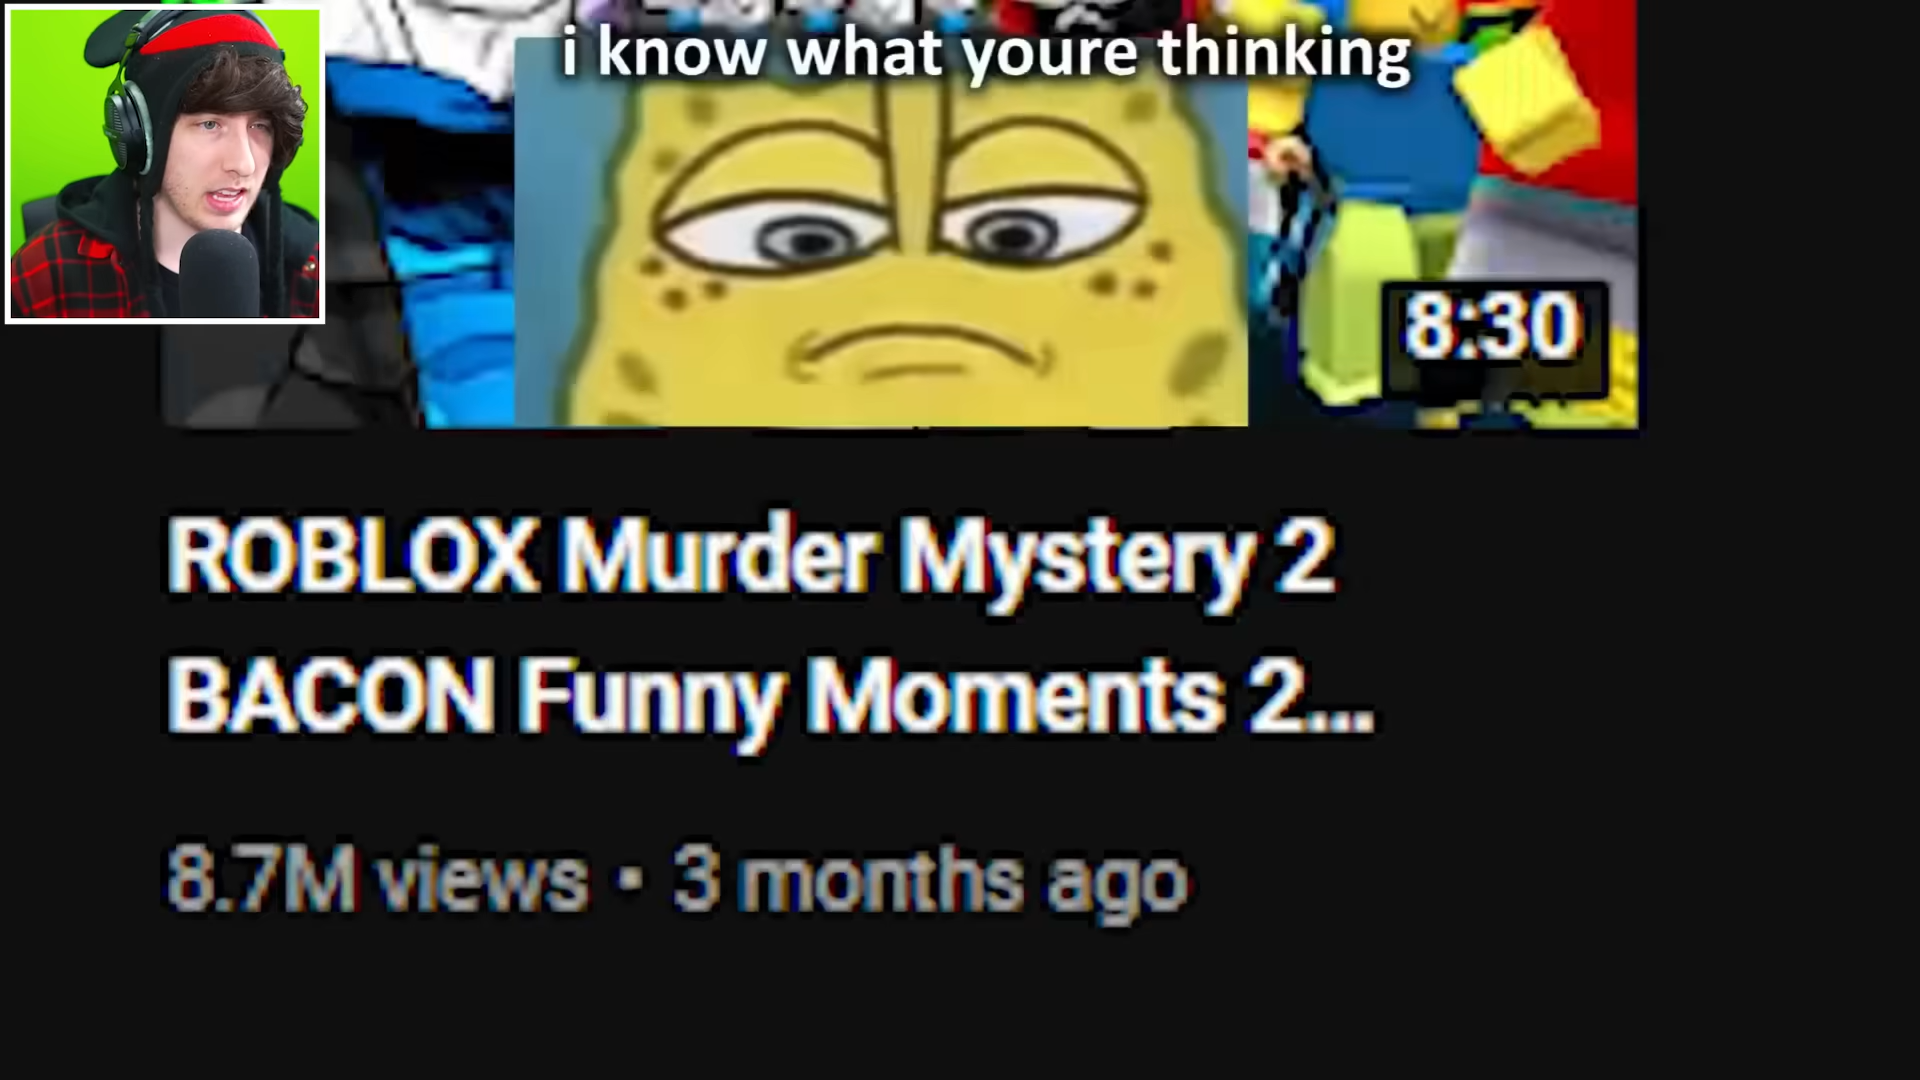 i know what youre thinking
8:30
ROBLOX Murder Mystery 2
BACON Funny Moments 2...
8.7M views • 3 months ago